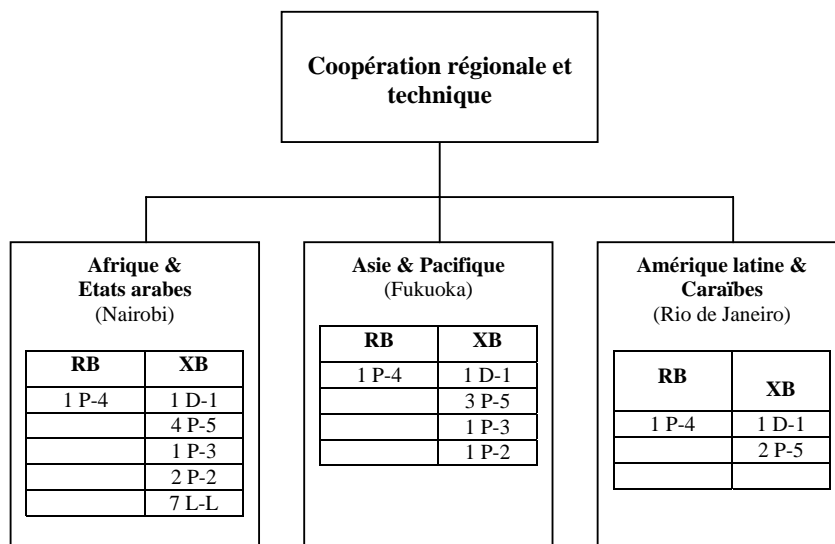 Coopération régionale et
technique
Afrique &
Etats arabes
(Nairobi)
RB XB
1 P-4 1 D-1
4 P-5
1 P-3
2 P-2
7 L-L
Asie & Pacifique
(Fukuoka)
RB XB
1 P-4 1 D-1
3 P-5
1 P-3
1 P-2
Amérique latine &
Caraïbes
(Rio de Janeiro)
RB XB
1 P-4 1 D-1
2 P-5